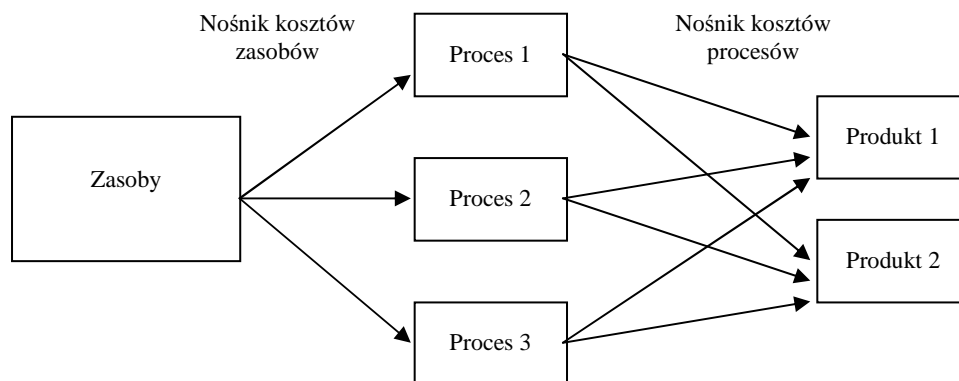 Nośnik kosztów
zasobów
Proces 1
Nośnik kosztów
procesów
Produkt 1
Zasoby
Proces 2
Produkt 2
Proces 3